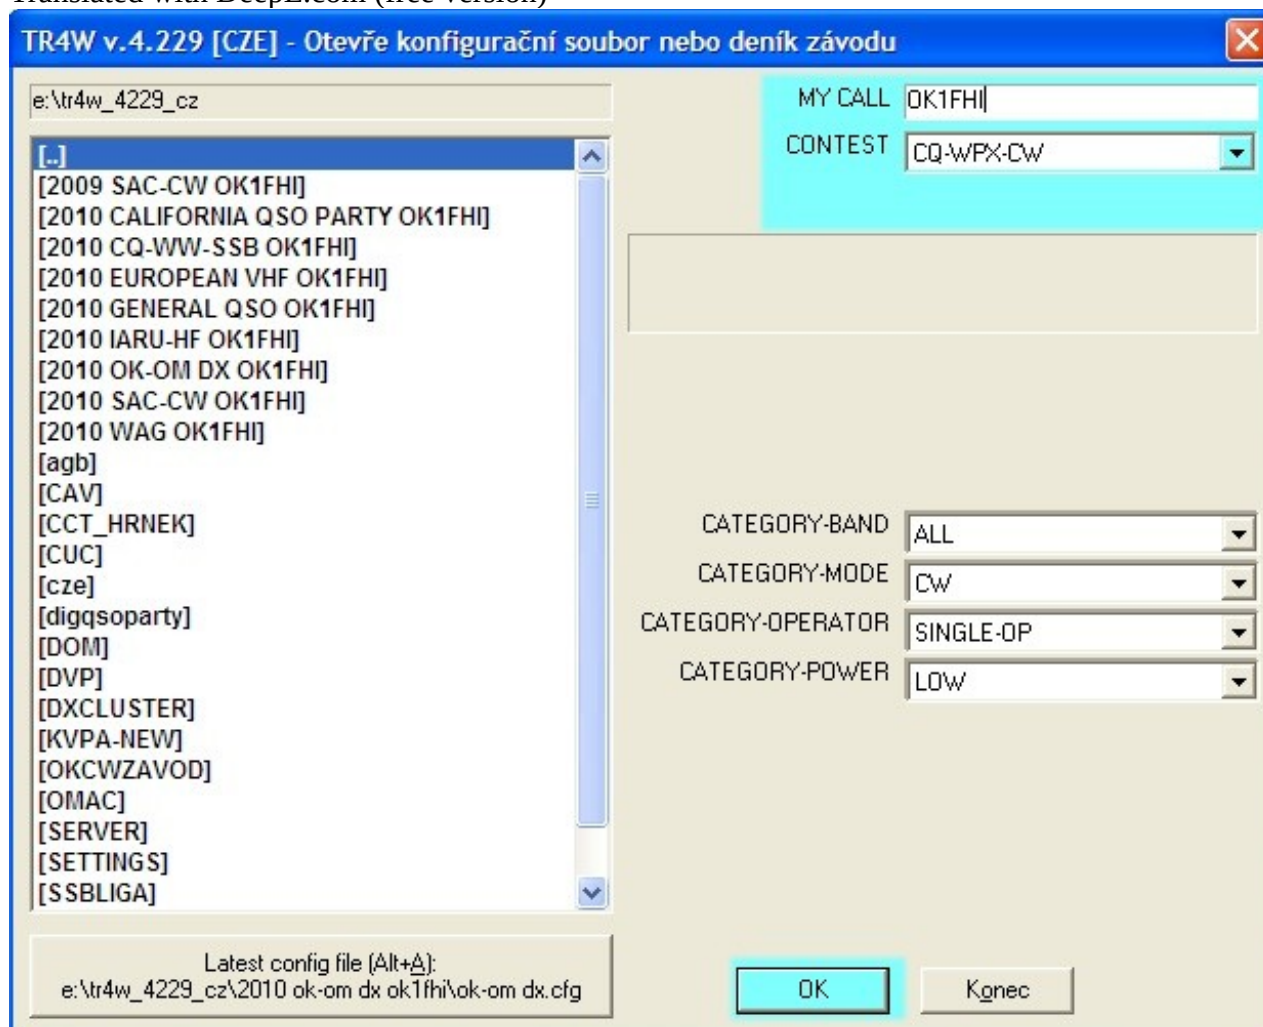 Translated with DeepL.com (free version)
TR4W v.4.229 [CZE] - Otevře konfigurační soubor nebo deník závodu
e:\tr4w_4229_cz
MY CALL OK1FHI
CONTEST CQ-WPX-CW
[..]
[2009 SAC-CW OK1FHI]
[2010 CALIFORNIA QSO PARTY OK1FHI]
[2010 CQ-WW-SSB OK1FHI]
[2010 EUROPEAN VHF OK1FHI]
[2010 GENERAL QSO OK1FHI]
[2010 IARU-HF OK1FHI]
[2010 OK-OM DX OK1FHI]
[2010 SAC-CW OK1FHI]
[2010 WAG OK1FHI]
[agb]
[CAV]
[CCT_HRNEK]
[CUC]
[cze]
[digqsoparty]
[DOM]
[DVP]
[DXCLUSTER]
[KVPA-NEW]
[OKCWZAVOD]
[OMAC]
[SERVER]
[SETTINGS]
[SSBLIGA]
CATEGORY-BAND ALL
CATEGORY-MODE CW
CATEGORY-OPERATOR SINGLE-OP
CATEGORY-POWER LOW
Latest config file (Alt+A):
e:\tr4w_4229_cz\2010 ok-om dx ok1fhi\ok-om dx.cfg
OK
Konec